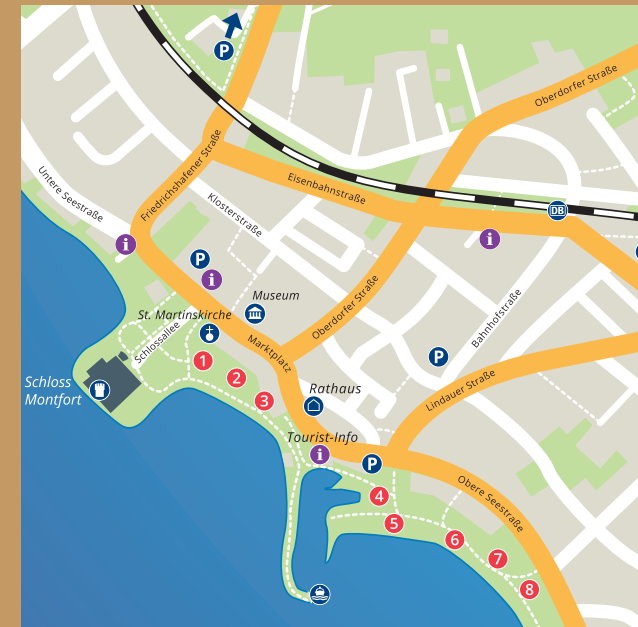 P
Oberdorfer Straße
Friedrichshafener Straße
Eisenbahnstraße
Untere Seestraße
Klosterstraße
DB
i
i
P
i
Museum
Oberdorfer Straße
St. Martinskirche
Schlossallee
Marktplatz
Bahnhofstraße
P
1
2
3
Schloss
Montfort
Rathaus
Lindauer Straße
Tourist-Info
i
P
Obere Seestraße
4
5
6
7
8